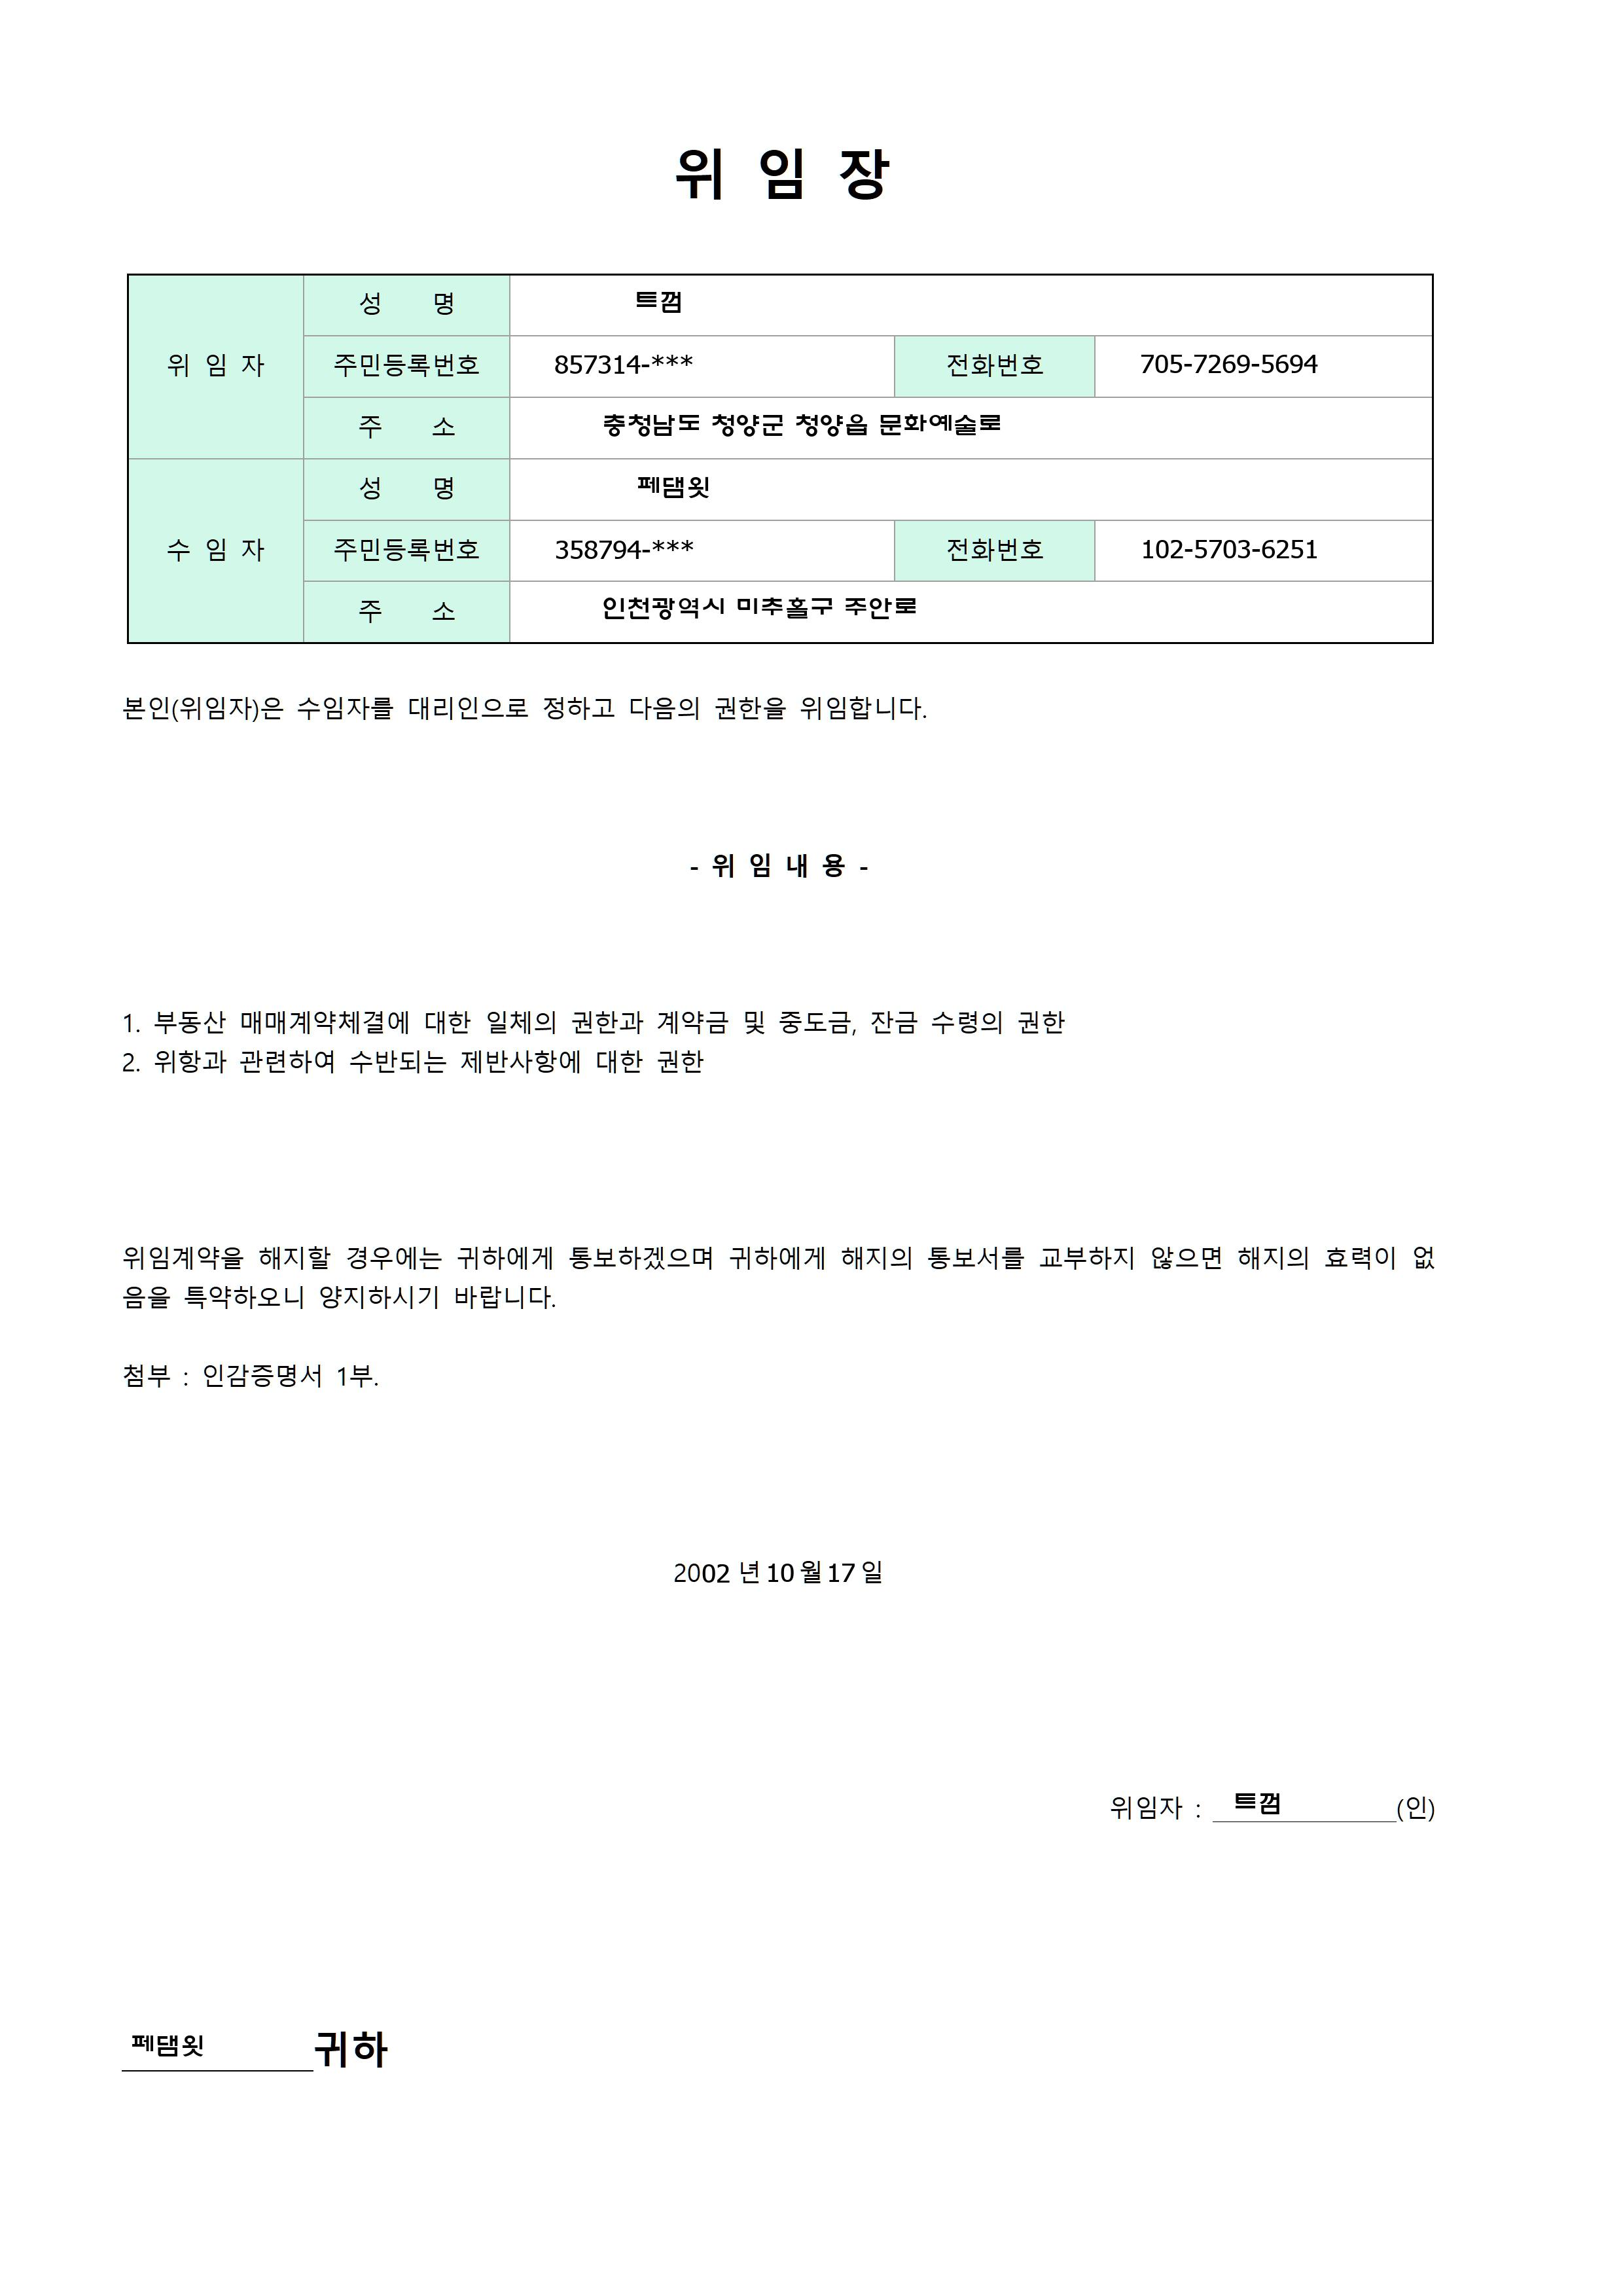 위 임 장
위 임 자
성 명 트껌
주민등록번호 857314-*** 전화번호 705-7269-5694
주 소 충청남도 청양군 청양읍 문화예술로
수 임 자
성 명 페댐윗
주민등록번호 358794-*** 전화번호 102-5703-6251
주 소 인천광역시 미추홀구 주안로
본인(위임자)은 수임자를 대리인으로 정하고 다음의 권한을 위임합니다.
- 위 임 내 용 -
1. 부동산 매매계약체결에 대한 일체의 권한과 계약금 및 중도금, 잔금 수령의 권한
2. 위항과 관련하여 수반되는 제반사항에 대한 권한
위임계약을 해지할 경우에는 귀하에게 통보하겠으며 귀하에게 해지의 통보서를 교부하지 않으면 해지의 효력이 없
음을 특약하오니 양지하시기 바랍니다.
첨부 : 인감증명서 1부.
2002 년 10 월 17 일
위임자 : 트껌 (인)
페댐윗 귀하